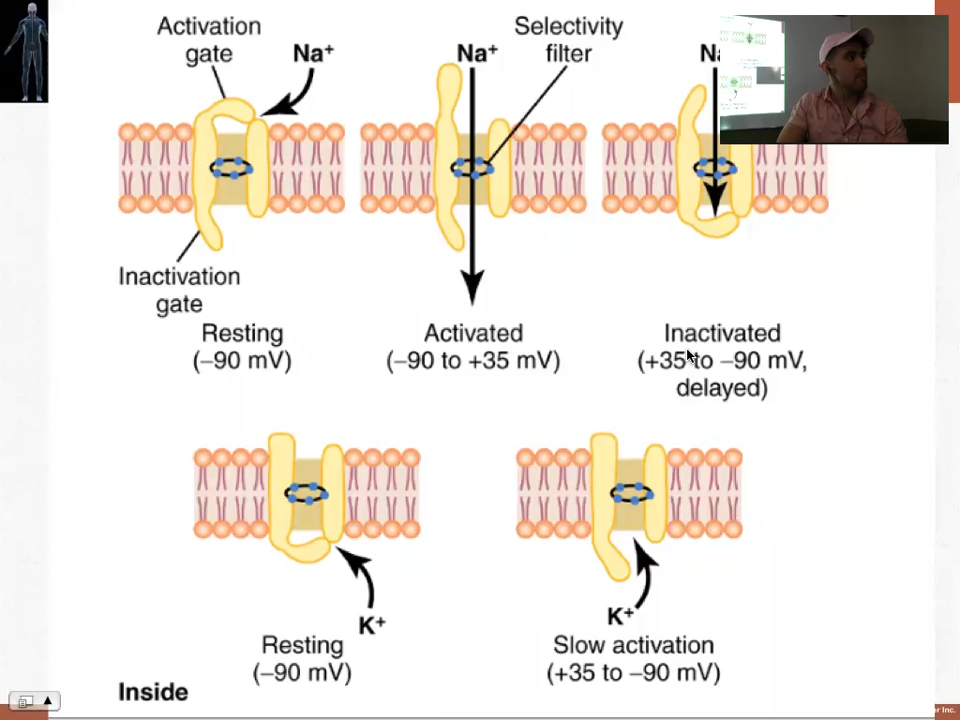 Activation
gate
Na⁺
Na⁺
Selectivity
filter
Inactivation
gate
Resting
(–90 mV)
Activated
(–90 to +35 mV)
Inactivated
(+35 to –90 mV,
delayed)
K⁺
Resting
(–90 mV)
K⁺
Slow activation
(+35 to –90 mV)
Inside
Inc.